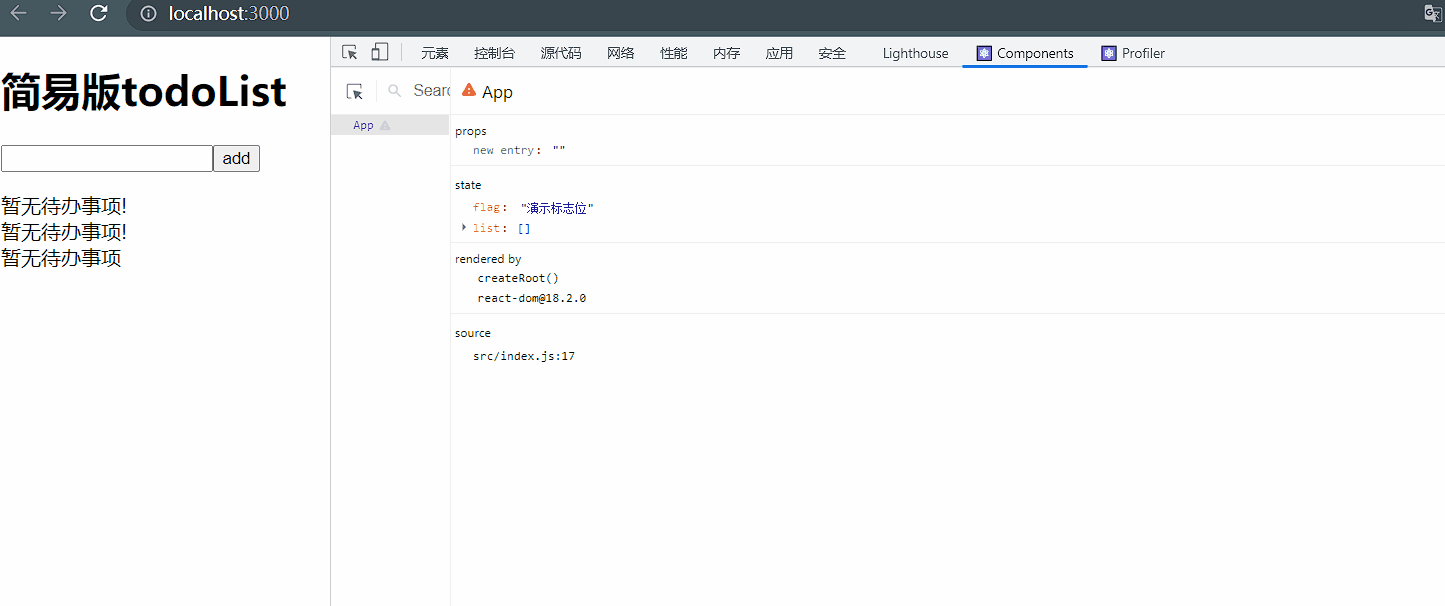 localhost:3000
简易版todoList
add
暂无待办事项!
暂无待办事项!
暂无待办事项
元素 控制台 源代码 网络 性能 内存 应用 安全 Lighthouse Components Profiler
Searc
App
App
props
new entry: ""
state
flag: "演示标志位"
list: []
rendered by
createRoot()
react-dom@18.2.0
source
src/index.js:17